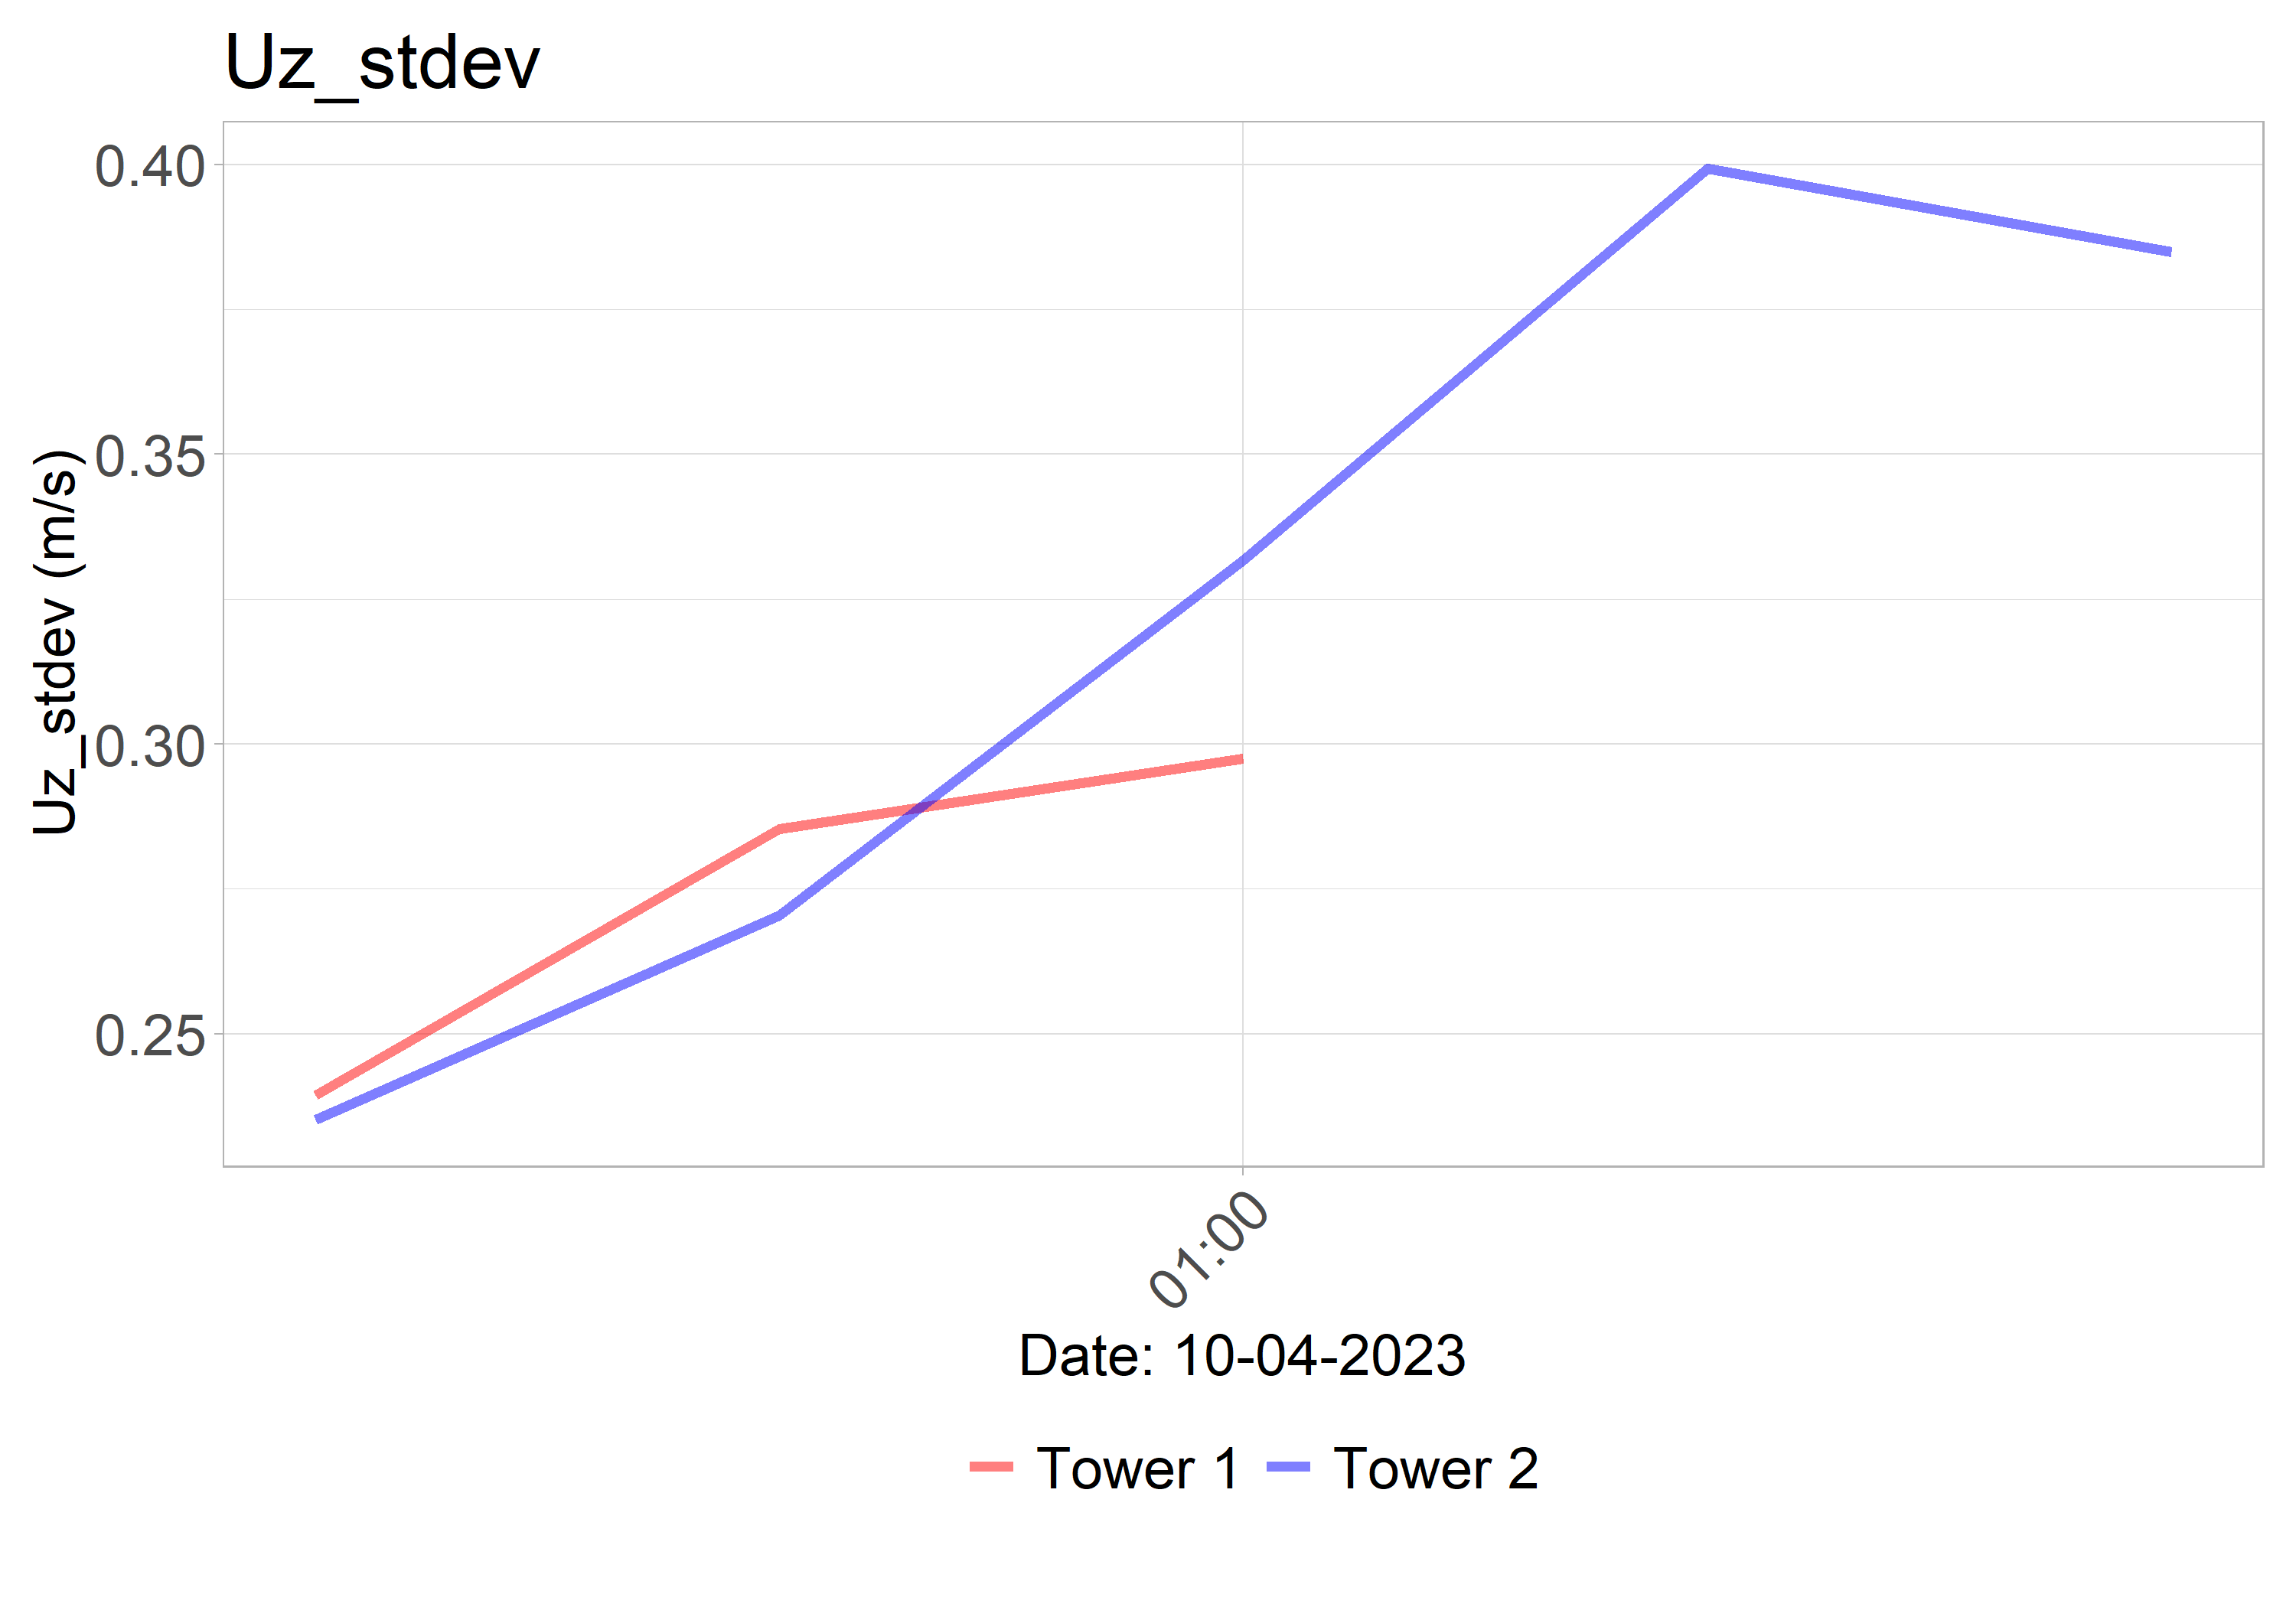 Uz_stdev
Uz_stdev (m/s)
0.40
0.35
0.30
0.25
01:00
Date: 10-04-2023
Tower 1
Tower 2